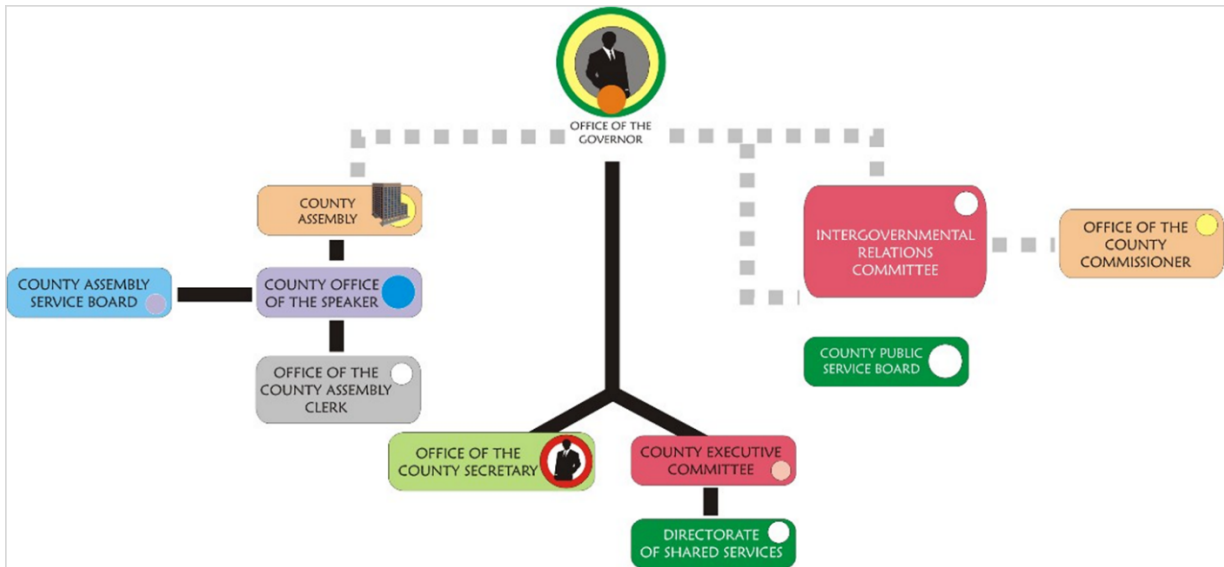 OFFICE OF THE
GOVERNOR
COUNTY
ASSEMBLY
INTERGOVERNMENTAL
RELATIONS
COMMITTEE
OFFICE OF THE
COUNTY
COMMISSIONER
COUNTY ASSEMBLY
SERVICE BOARD
COUNTY OFFICE
OF THE SPEAKER
COUNTY PUBLIC
SERVICE BOARD
OFFICE OF THE
COUNTY ASSEMBLY
CLERK
OFFICE OF THE
COUNTY SECRETARY
COUNTY EXECUTIVE
COMMITTEE
DIRECTORATE
OF SHARED SERVICES